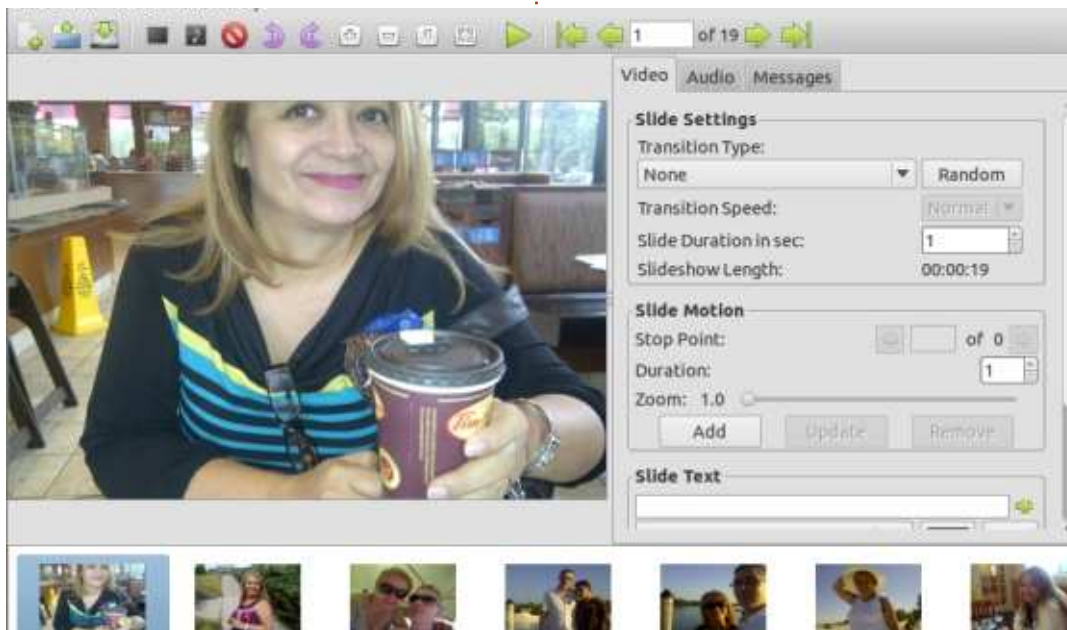 1 of 19
Video Audio Messages
Slide Settings
Transition Type:
None Random
Transition Speed: Normal
Slide Duration in sec: 1
Slideshow Length: 00:00:19
Slide Motion
Stop Point: of 0
Duration: 1
Zoom: 1.0
Add Update Remove
Slide Text